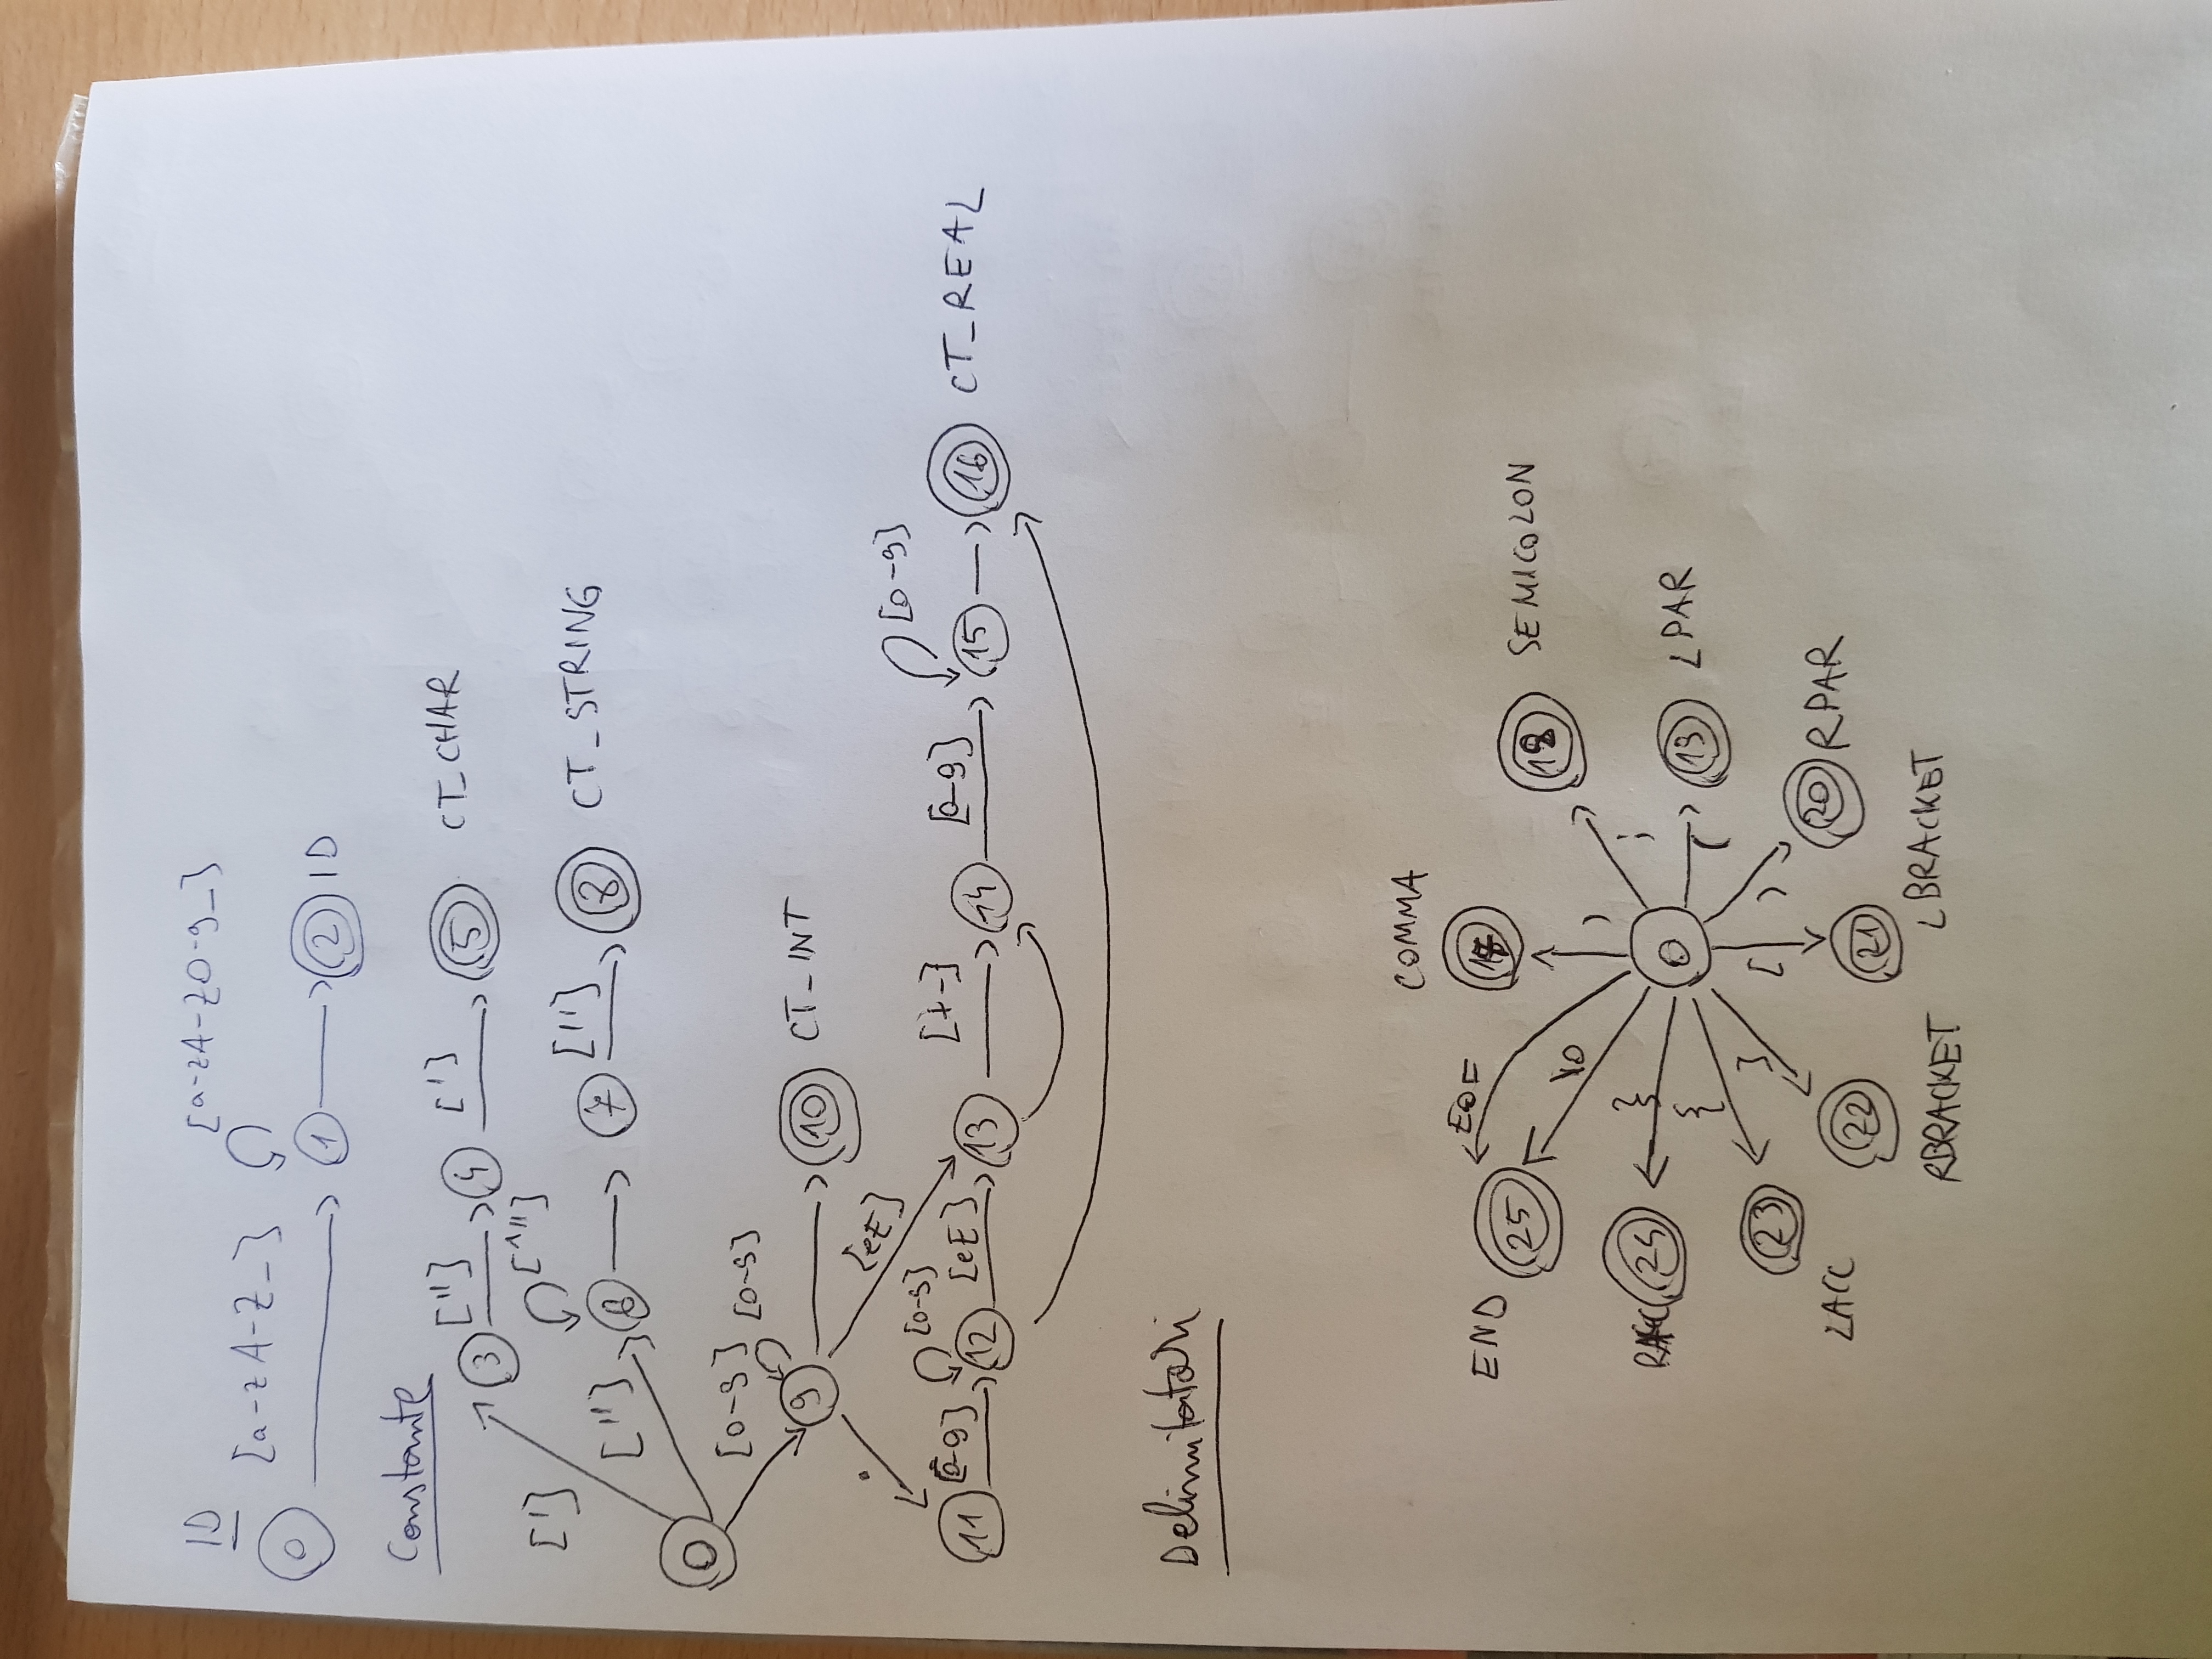 ID
[a-zA-Z0-9_]
[a-zA-Z_]
0 1 2 ID
Constante
['] 3 [''] 4 ['] 5 CT_CHAR
[''] 6 [^''] 7 [''] 8 CT_STRING
0
[0-9] [0-9]
9 10 CT_INT
. [eE]
[0-9] [eE] [+-] [0-9] [0-9]
11 [0-9] 12 13 14 15 16 CT_REAL
Delimitatori
COMMA
END 25 EOF 17
18 SEMICOLON
\0 , ;
24 } 0 ( 19 LPAR
{
23 ] [ ) 20 RPAR
LACC 22 21
RBRACKET LBRACKET